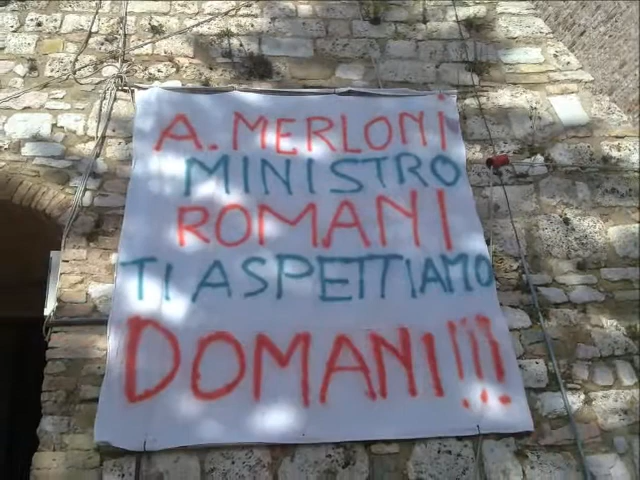 A. MERLONI
MINISTRO
ROMANI
TI ASPETTIAMO
DOMANI!!!